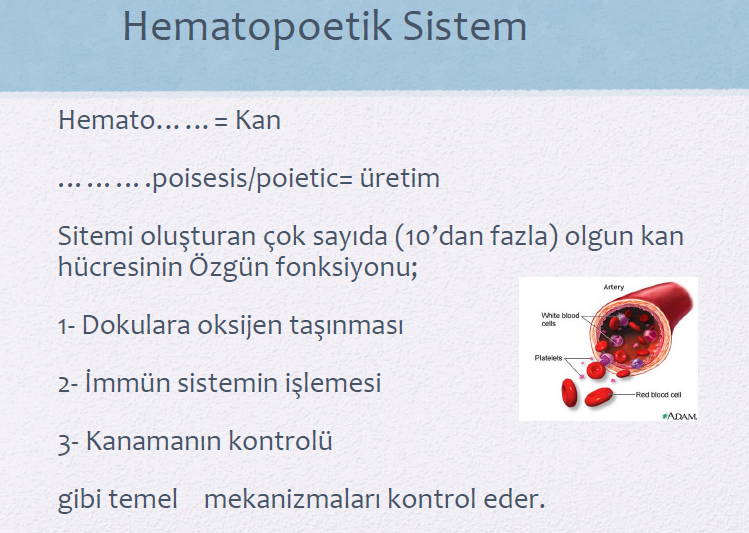 Hematopoetik Sistem
Hemato…… = Kan
……….poisesis/poietic= üretim
Sitemi oluşturan çok sayıda (10’dan fazla) olgun kan
hücresinin Özgün fonksiyonu;
1- Dokulara oksijen taşınması
2- İmmün sistemin işlemesi
3- Kanamanın kontrolü
gibi temel mekanizmaları kontrol eder.
Artery
White blood
cells
Platelets
Red blood cell
ADAM.